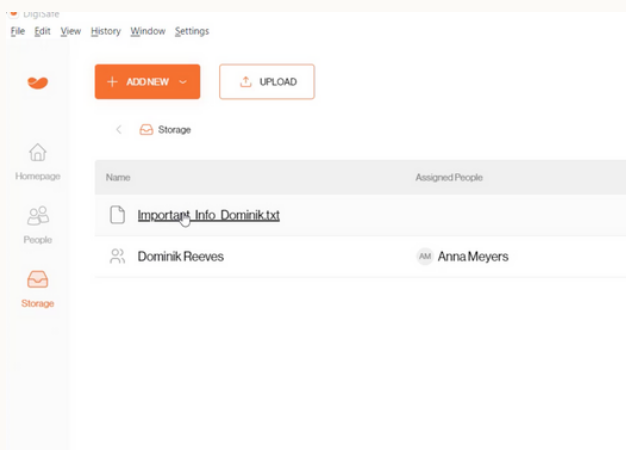 DigiSafe
File Edit View History Window Settings
ADD NEW UPLOAD
Storage
Homepage
Name Assigned People
Important_Info_Dominik.txt
People
Dominik Reeves AM Anna Meyers
Storage